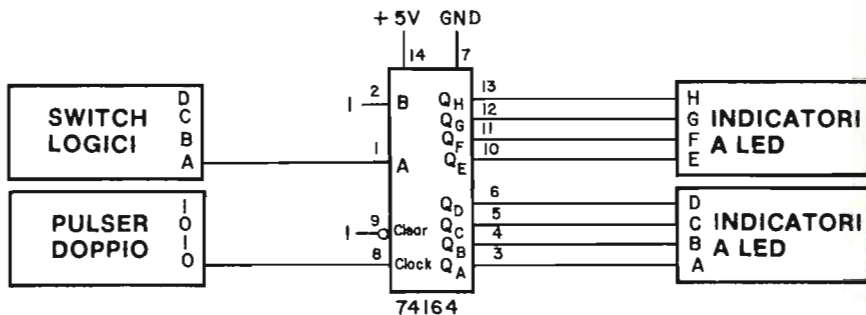 +5V GND
14 7
D
C
B
A
SWITCH
LOGICI
1
0
1
0
PULSER
DOPPIO
1 2 B
1 A
1 9 Clear
8 Clock
QH 13
QG 12
QF 11
QE 10
QD 6
QC 5
QB 4
QA 3
74164
H
G
F
E
INDICATORI
A LED
D
C
B
A
INDICATORI
A LED